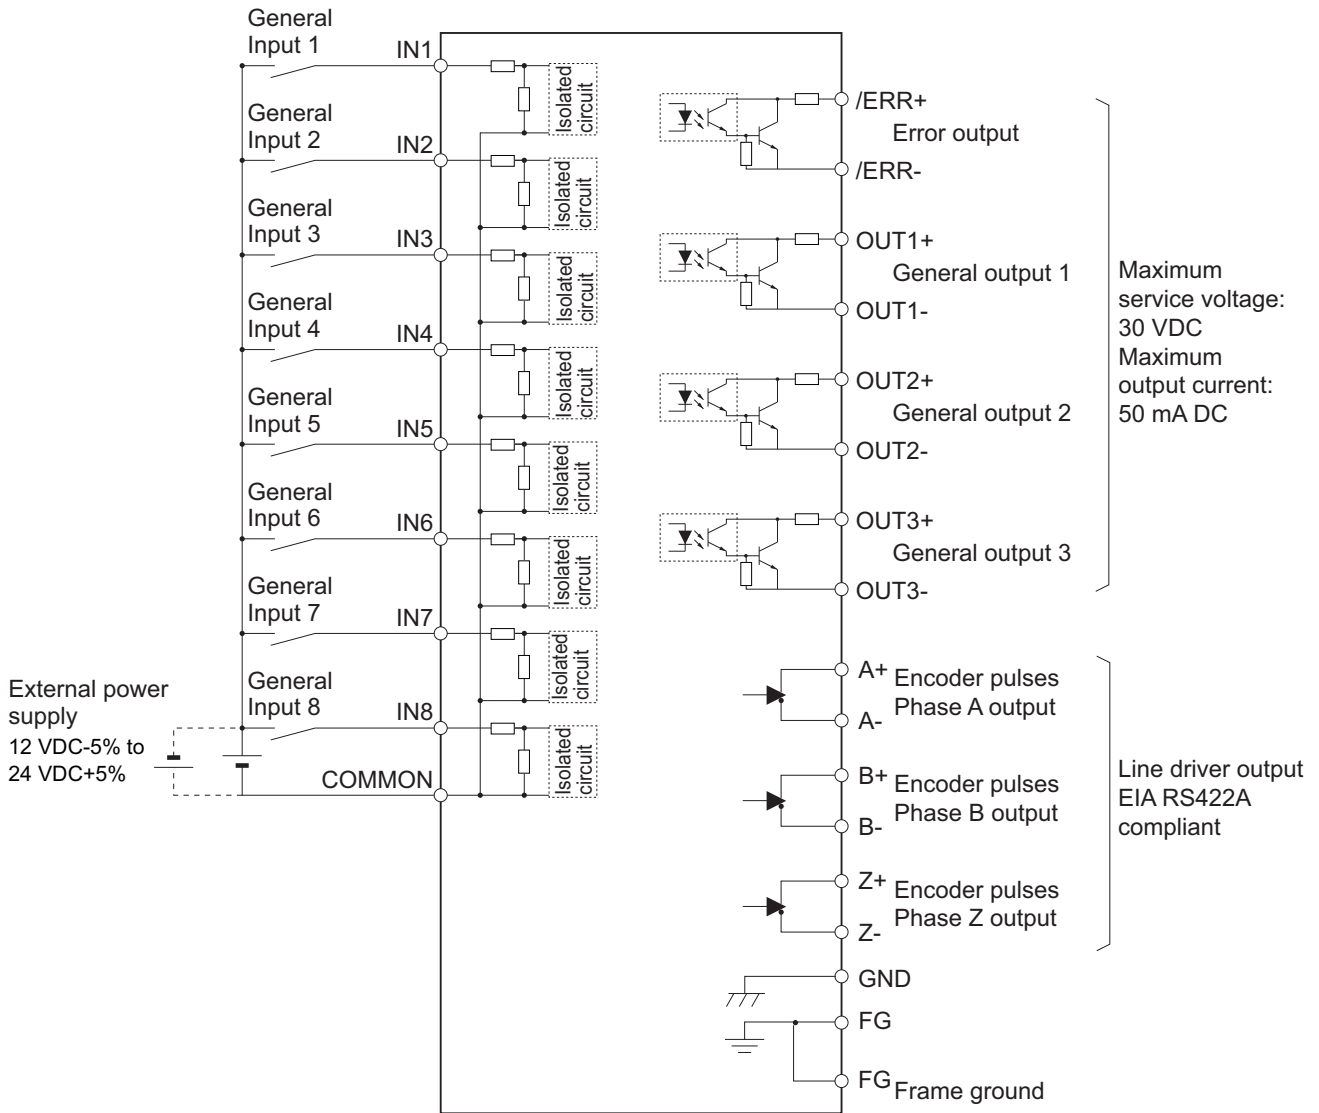 General
Input 1
IN1
Isolated
circuit
General
Input 2
IN2
Isolated
circuit
General
Input 3
IN3
Isolated
circuit
General
Input 4
IN4
Isolated
circuit
General
Input 5
IN5
Isolated
circuit
General
Input 6
IN6
Isolated
circuit
General
Input 7
IN7
Isolated
circuit
General
Input 8
IN8
Isolated
circuit
External power
supply
12 VDC-5% to
24 VDC+5%
COMMON
/ERR+
Error output
/ERR-
OUT1+
General output 1
OUT1-
OUT2+
General output 2
OUT2-
OUT3+
General output 3
OUT3-
Maximum
service voltage:
30 VDC
Maximum
output current:
50 mA DC
A+
Encoder pulses
Phase A output
A-
B+
Encoder pulses
Phase B output
B-
Z+
Encoder pulses
Phase Z output
Z-
Line driver output
EIA RS422A
compliant
GND
FG
FG
Frame ground